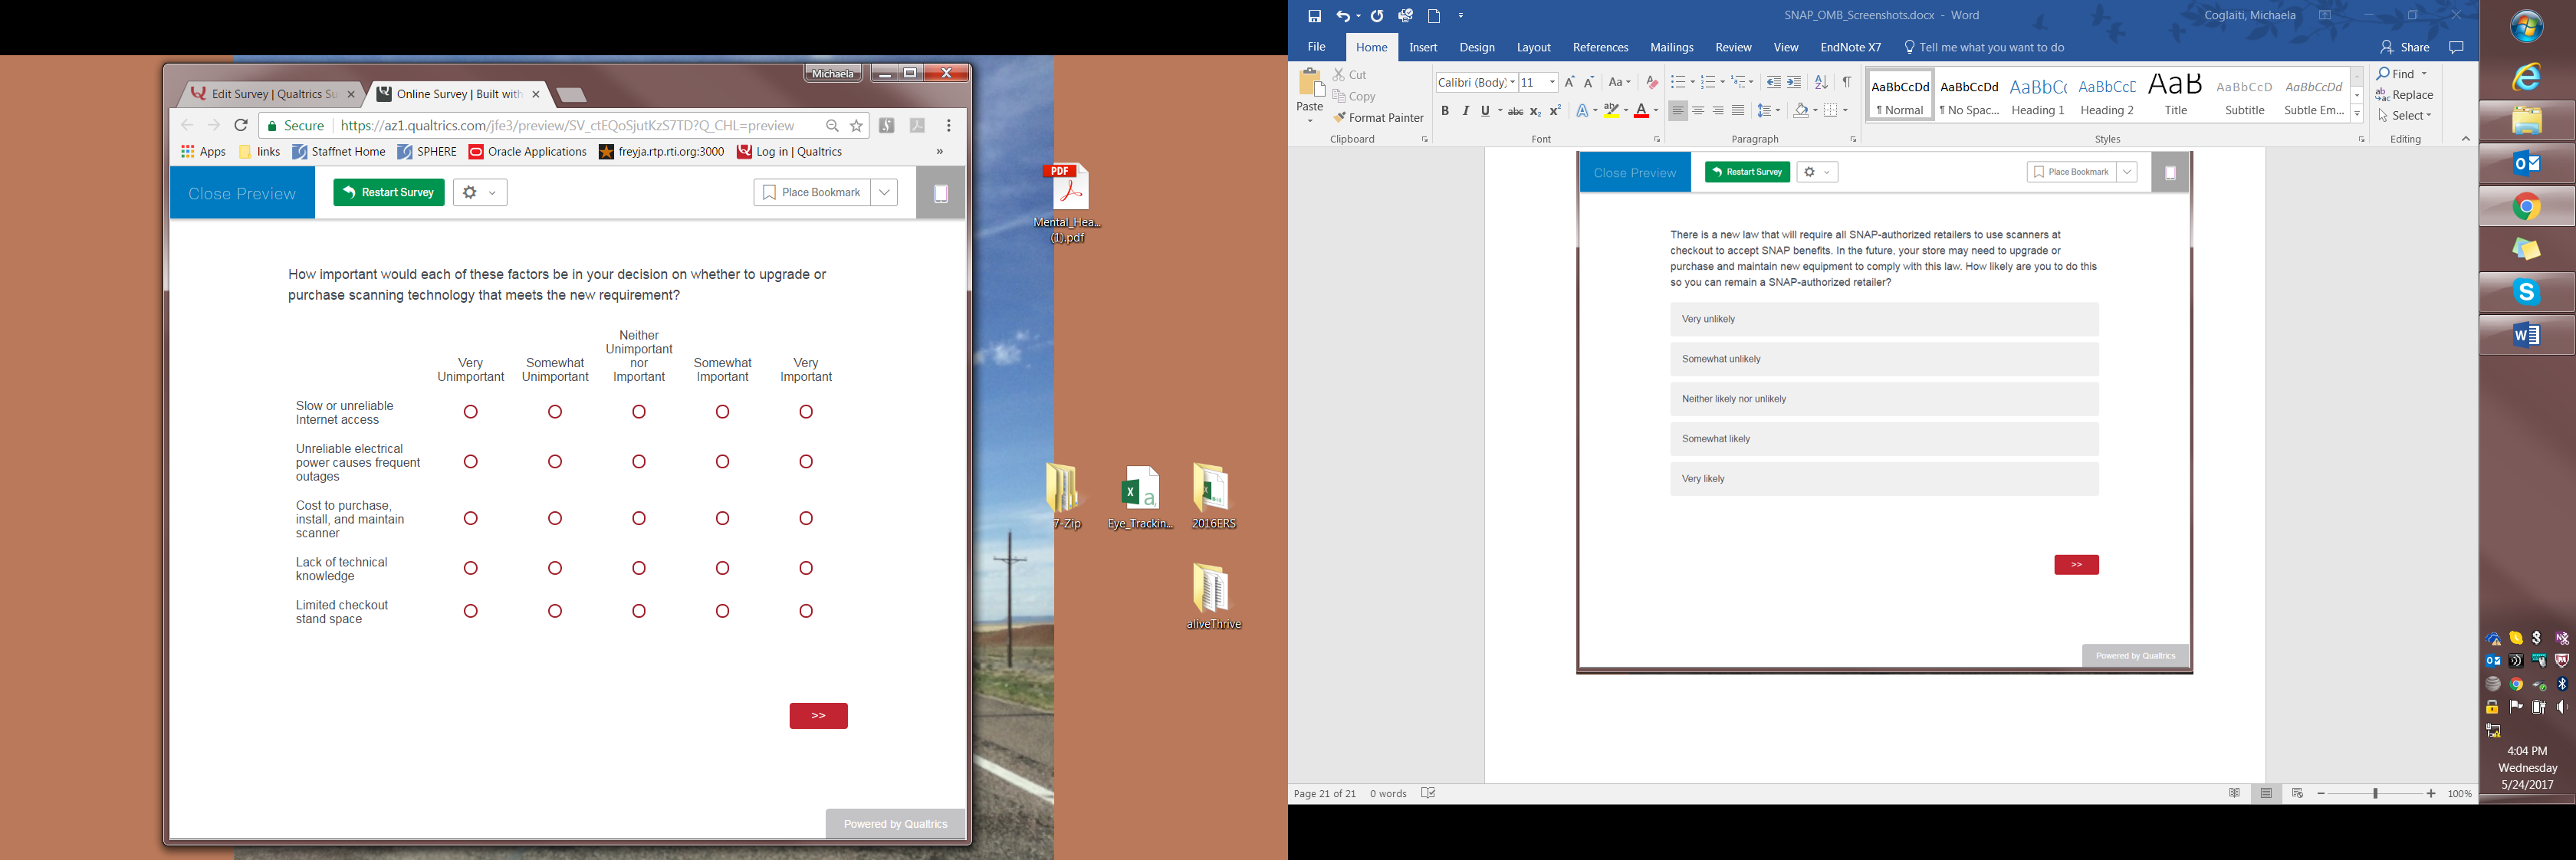 Michaela
Edit Survey | Qualtrics Su
Online Survey | Built with
Secure https://az1.qualtrics.com/jfe3/preview/SV_ctEQoSjutKzS7TD?Q_CHL=preview
Apps links Staffnet Home SPHERE Oracle Applications freyja.rtp.rti.org:3000 Log in | Qualtrics »
Close Preview Restart Survey Place Bookmark
How important would each of these factors be in your decision on whether to upgrade or
purchase scanning technology that meets the new requirement?
Very
Unimportant
Somewhat
Unimportant
Neither
Unimportant
nor
Important
Somewhat
Important
Very
Important
Slow or unreliable
Internet access
Unreliable electrical
power causes frequent
outages
Cost to purchase,
install, and maintain
scanner
Lack of technical
knowledge
Limited checkout
stand space
>>
Powered by Qualtrics
PDF
Mental_Hea...
(1).pdf
7-Zip
Eye_Trackin...
2016ERS
aliveThrive
SNAP_OMB_Screenshots.docx - Word
Coglaiti, Michaela
File Home Insert Design Layout References Mailings Review View EndNote X7 Tell me what you want to do Share
Paste
Cut
Copy
Format Painter
Clipboard
Calibri (Body) 11
Font
Paragraph
AaBbCcDd AaBbCcDd AaBbC AaBbCcC AaB AaBbCcD AaBbCcDd
¶ Normal ¶ No Spac... Heading 1 Heading 2 Title Subtitle Subtle Em...
Styles
Find
Replace
Select
Editing
Close Preview Restart Survey Place Bookmark
There is a new law that will require all SNAP-authorized retailers to use scanners at
checkout to accept SNAP benefits. In the future, your store may need to upgrade or
purchase and maintain new equipment to comply with this law. How likely are you to do this
so you can remain a SNAP-authorized retailer?
Very unlikely
Somewhat unlikely
Neither likely nor unlikely
Somewhat likely
Very likely
>>
Powered by Qualtrics
Page 21 of 21 0 words
100%
4:04 PM
Wednesday
5/24/2017